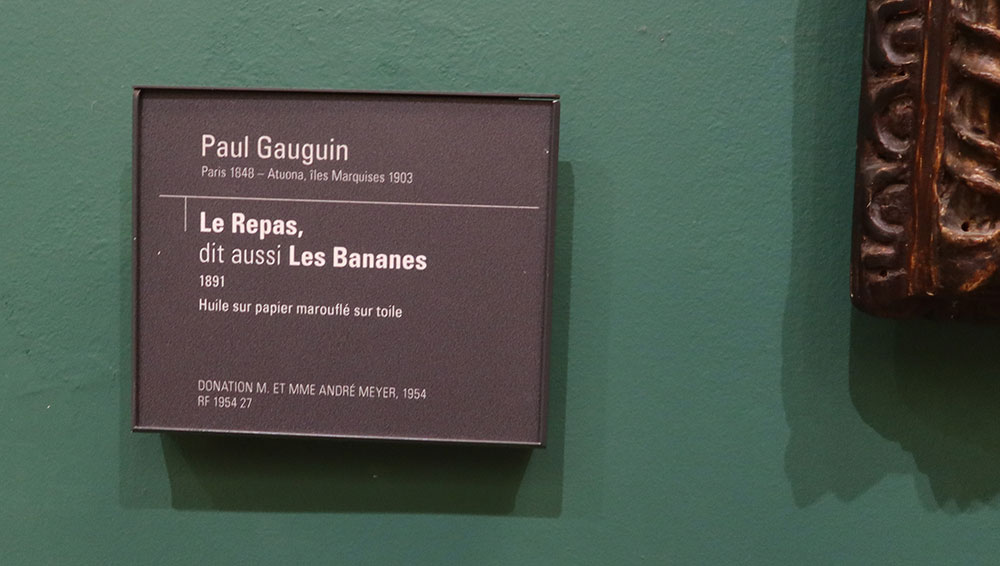 Paul Gauguin
Paris 1848 – Atuona, îles Marquises 1903
Le Repas,
dit aussi Les Bananes
1891
Huile sur papier marouflé sur toile
DONATION M. ET MME ANDRÉ MEYER, 1954
RF 1954 27